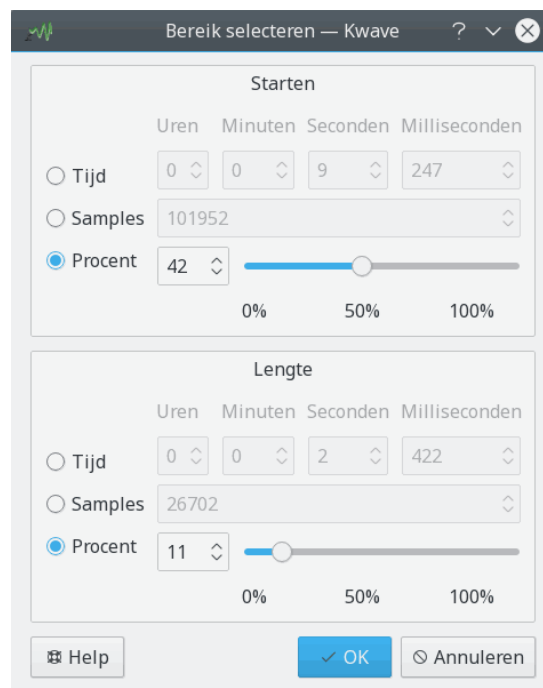 Bereik selecteren — Kwave
Starten
Uren Minuten Seconden Milliseconden
Tijd 0 0 9 247
Samples 101952
Procent 42
0% 50% 100%
Lengte
Uren Minuten Seconden Milliseconden
Tijd 0 0 2 422
Samples 26702
Procent 11
0% 50% 100%
Help OK Annuleren